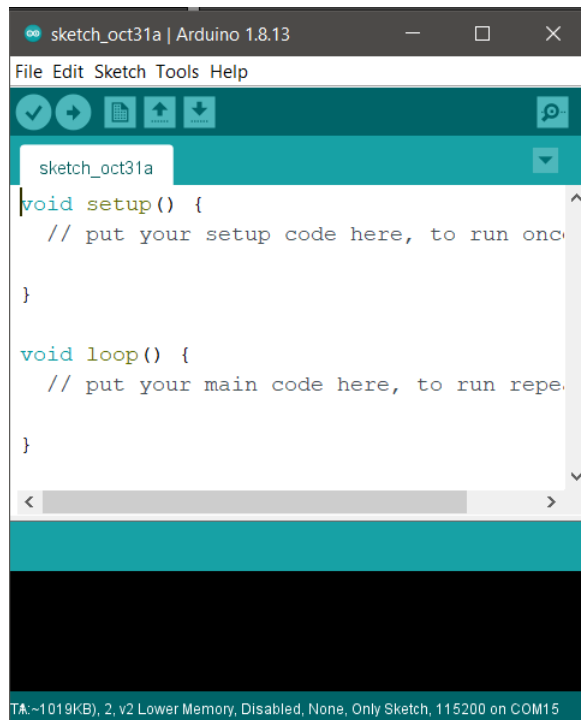 sketch_oct31a | Arduino 1.8.13
File Edit Sketch Tools Help
sketch_oct31a
void setup() {
// put your setup code here, to run onc
}
void loop() {
// put your main code here, to run repe
}
:~1019KB), 2, v2 Lower Memory, Disabled, None, Only Sketch, 115200 on COM15